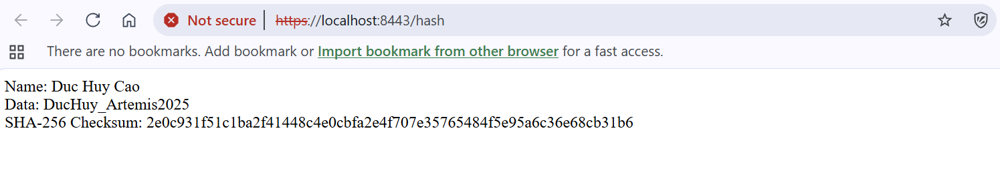 Not secure | https://localhost:8443/hash
There are no bookmarks. Add bookmark or Import bookmark from other browser for a fast access.
Name: Duc Huy Cao
Data: DucHuy_Artemis2025
SHA-256 Checksum: 2e0c931f51c1ba2f41448c4e0cbfa2e4f707e35765484f5e95a6c36e68cb31b6